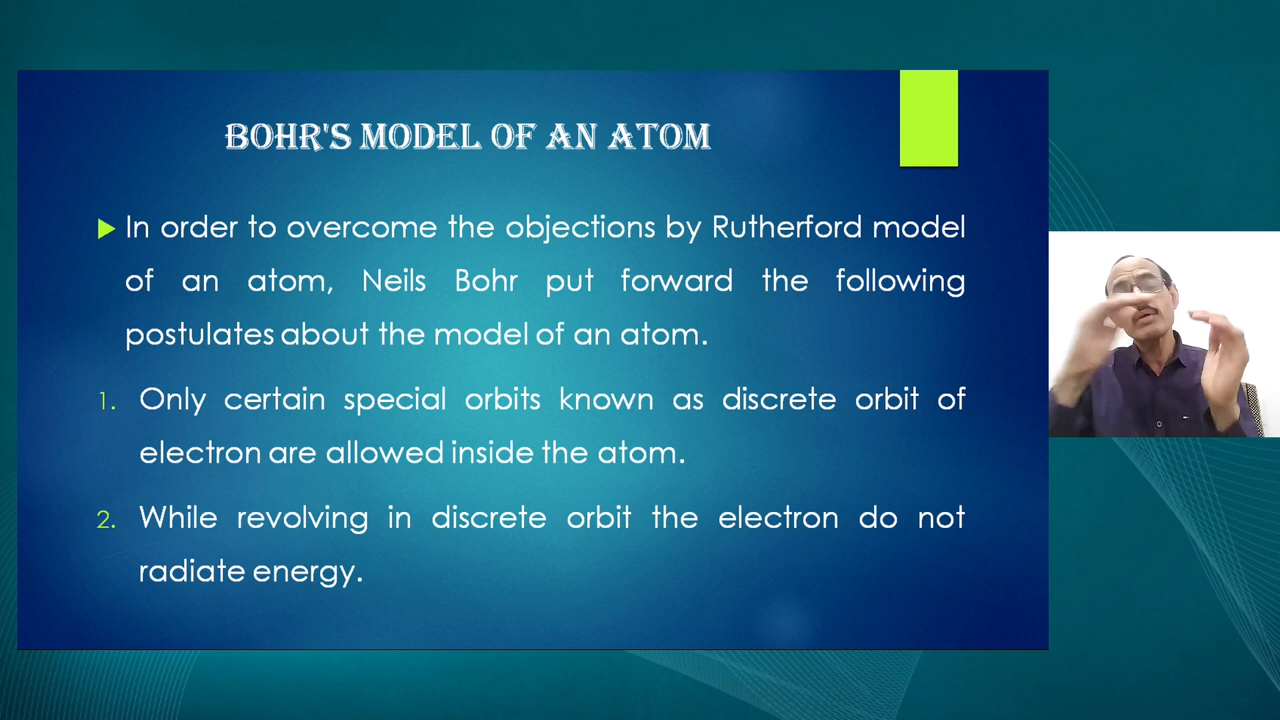 BOHR'S MODEL OF AN ATOM
In order to overcome the objections by Rutherford model
of an atom, Neils Bohr put forward the following
postulates about the model of an atom.
1. Only certain special orbits known as discrete orbit of
electron are allowed inside the atom.
2. While revolving in discrete orbit the electron do not
radiate energy.